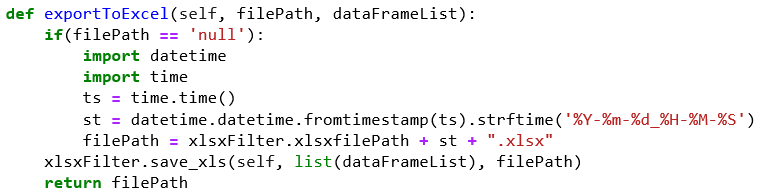 def exportToExcel(self, filePath, dataFrameList):
    if(filePath == 'null'):
        import datetime
        import time
        ts = time.time()
        st = datetime.datetime.fromtimestamp(ts).strftime('%Y-%m-%d_%H-%M-%S')
        filePath = xlsxFilter.xlsxfilePath + st + ".xlsx"
    xlsxFilter.save_xls(self, list(dataFrameList), filePath)
    return filePath